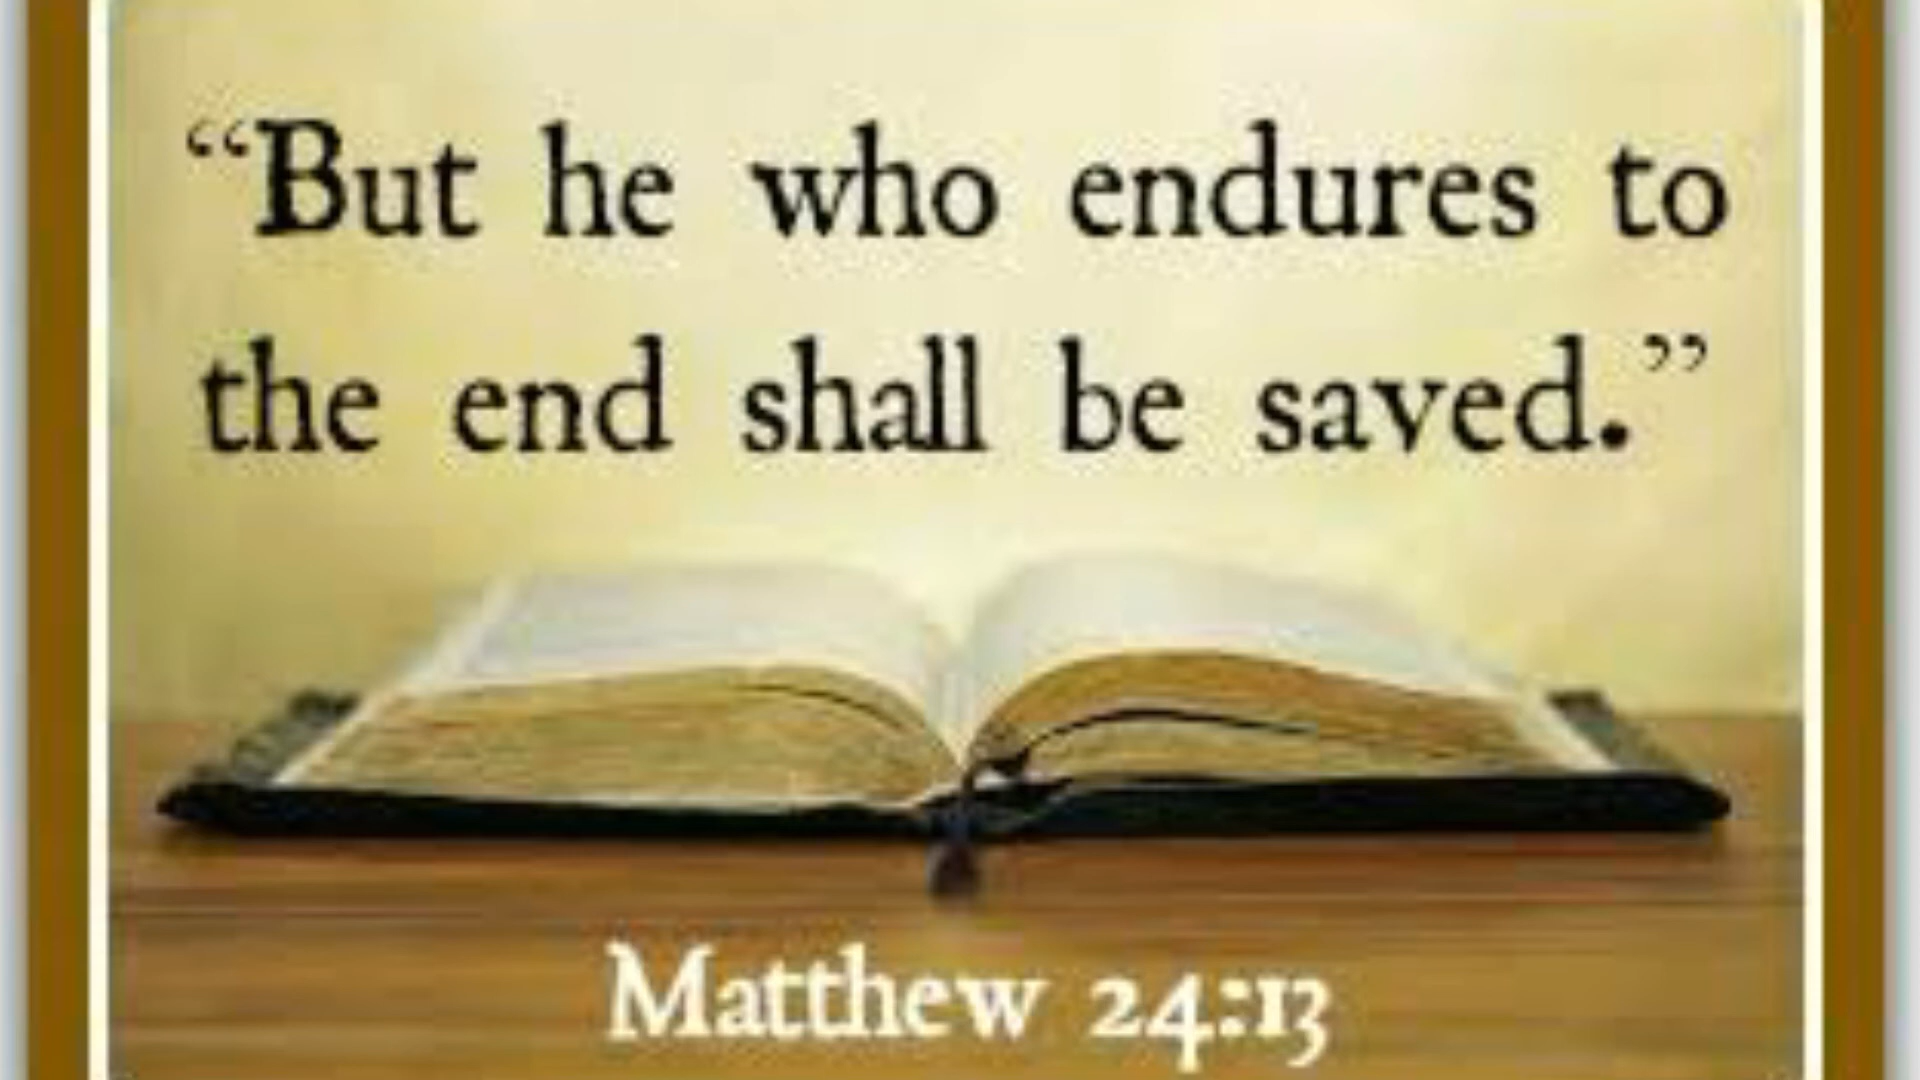 “But he who endures to
the end shall be saved.”
Matthew 24:13